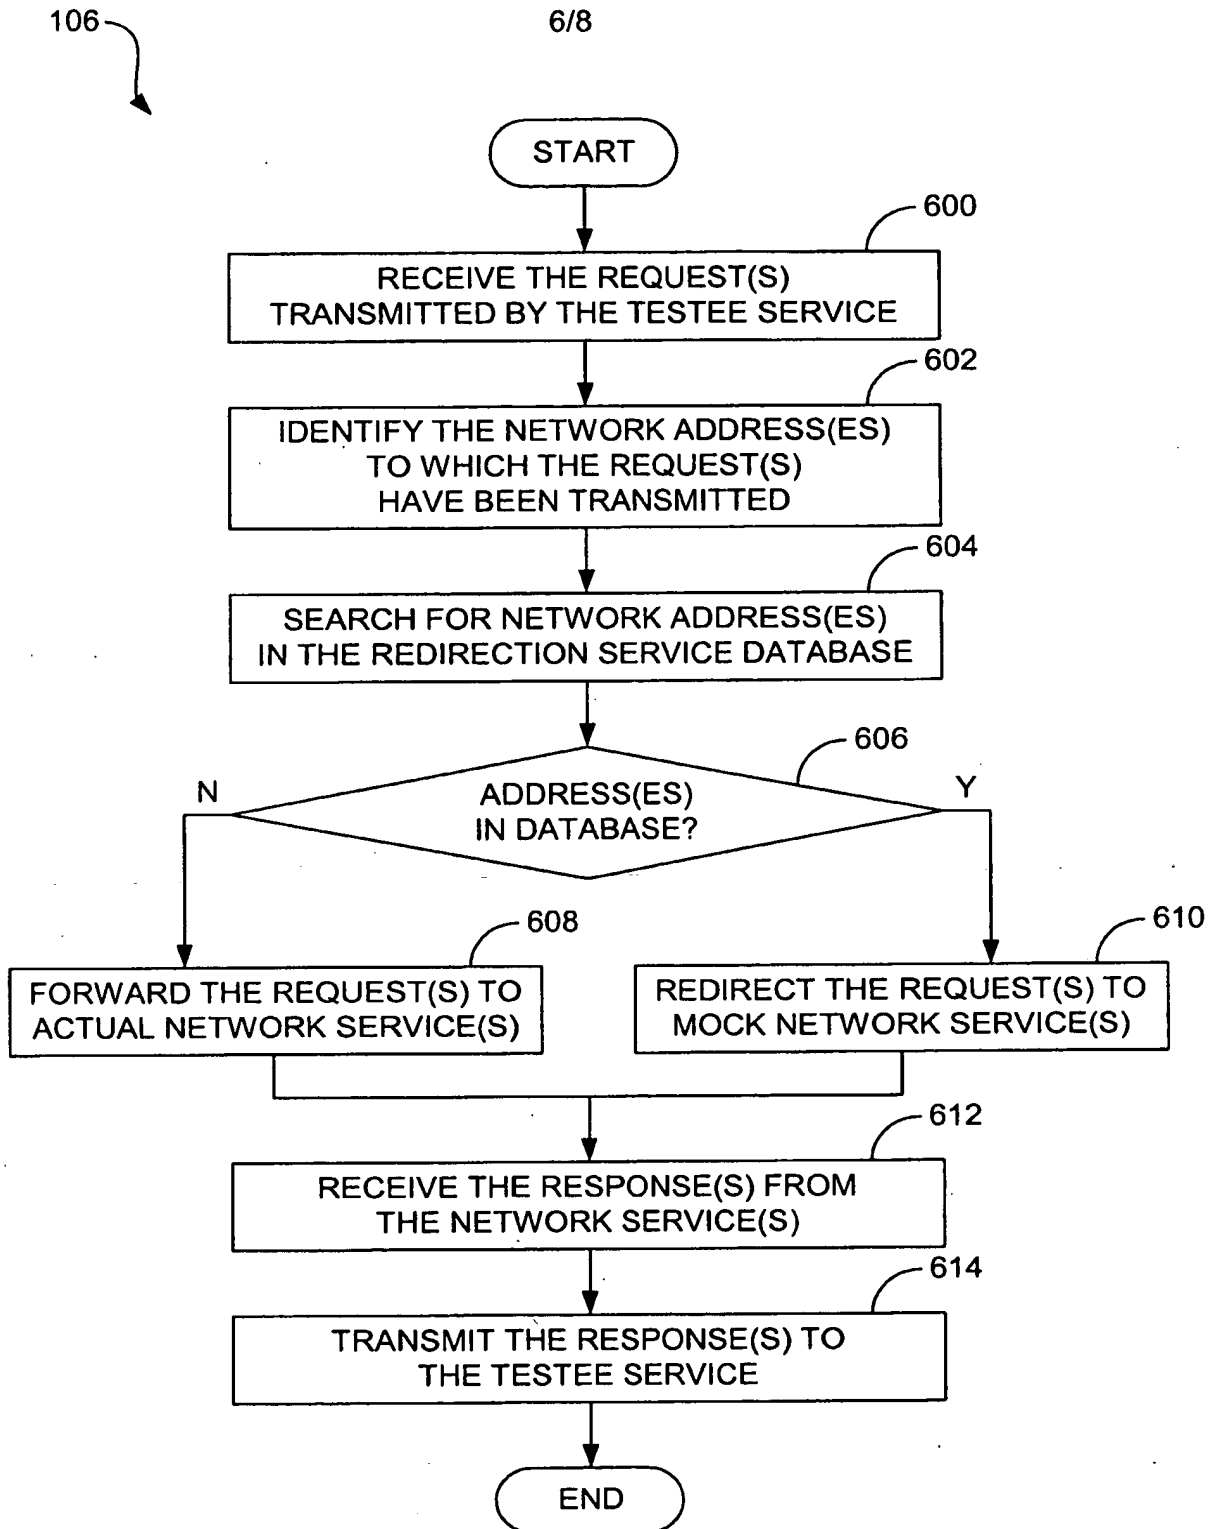 106
6/8
START
600
RECEIVE THE REQUEST(S)
TRANSMITTED BY THE TESTEE SERVICE
602
IDENTIFY THE NETWORK ADDRESS(ES)
TO WHICH THE REQUEST(S)
HAVE BEEN TRANSMITTED
604
SEARCH FOR NETWORK ADDRESS(ES)
IN THE REDIRECTION SERVICE DATABASE
606
N
ADDRESS(ES)
IN DATABASE?
Y
608
FORWARD THE REQUEST(S) TO
ACTUAL NETWORK SERVICE(S)
610
REDIRECT THE REQUEST(S) TO
MOCK NETWORK SERVICE(S)
612
RECEIVE THE RESPONSE(S) FROM
THE NETWORK SERVICE(S)
614
TRANSMIT THE RESPONSE(S) TO
THE TESTEE SERVICE
END